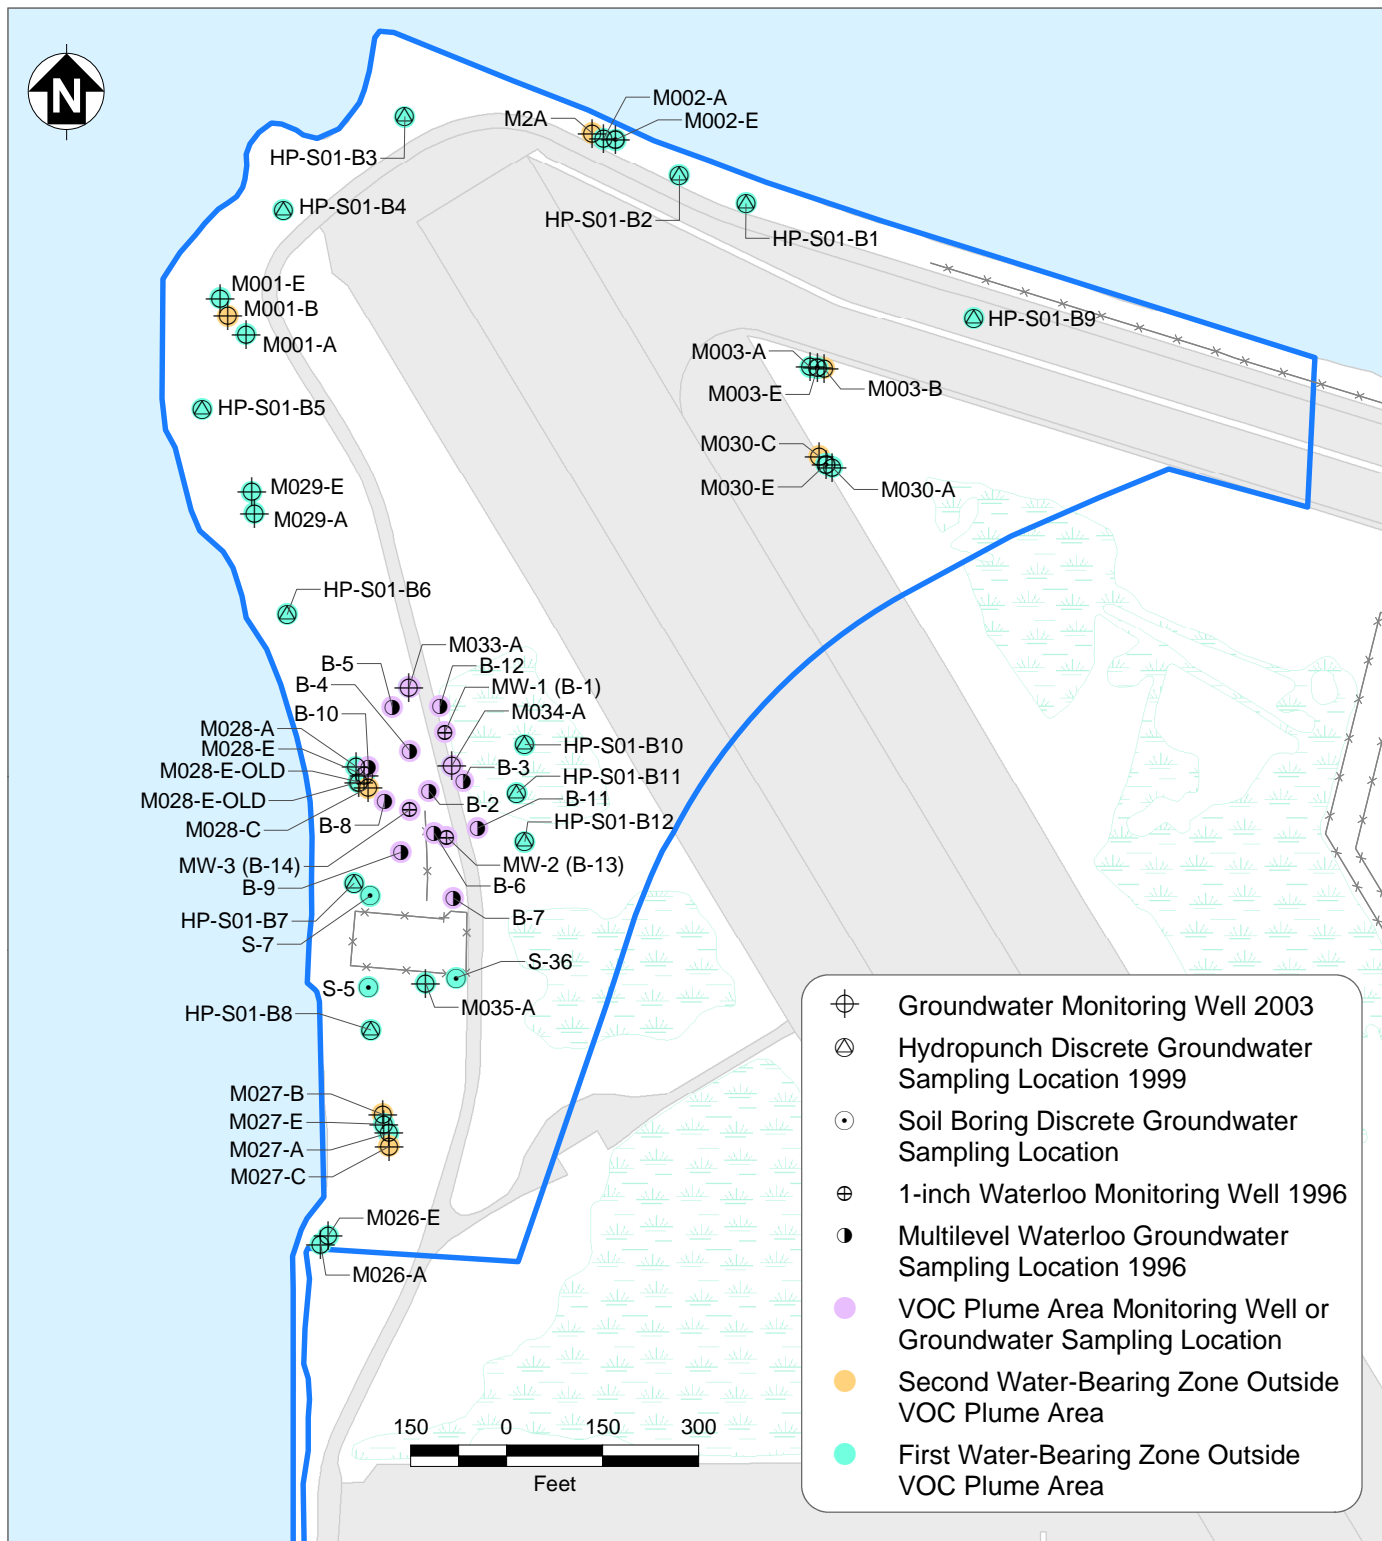 N
M002-A
M2A
M002-E
HP-S01-B3
HP-S01-B4
HP-S01-B2
HP-S01-B1
M001-E
M001-B
M001-A
HP-S01-B9
M003-A
M003-E
M003-B
HP-S01-B5
M030-C
M030-E
M030-A
M029-E
M029-A
HP-S01-B6
M033-A
B-5
B-12
B-4
MW-1 (B-1)
B-10
M034-A
M028-A
M028-E
HP-S01-B10
M028-E-OLD
B-3
HP-S01-B11
M028-E-OLD
B-2
B-11
M028-C
B-8
HP-S01-B12
MW-3 (B-14)
MW-2 (B-13)
B-9
B-6
HP-S01-B7
B-7
S-7
S-36
S-5
M035-A
HP-S01-B8
M027-B
M027-E
M027-A
M027-C
M026-E
M026-A
Groundwater Monitoring Well 2003
Hydropunch Discrete Groundwater
Sampling Location 1999
Soil Boring Discrete Groundwater
Sampling Location
1-inch Waterloo Monitoring Well 1996
Multilevel Waterloo Groundwater
Sampling Location 1996
VOC Plume Area Monitoring Well or
Groundwater Sampling Location
Second Water-Bearing Zone Outside
VOC Plume Area
First Water-Bearing Zone Outside
VOC Plume Area
150 0 150 300
Feet